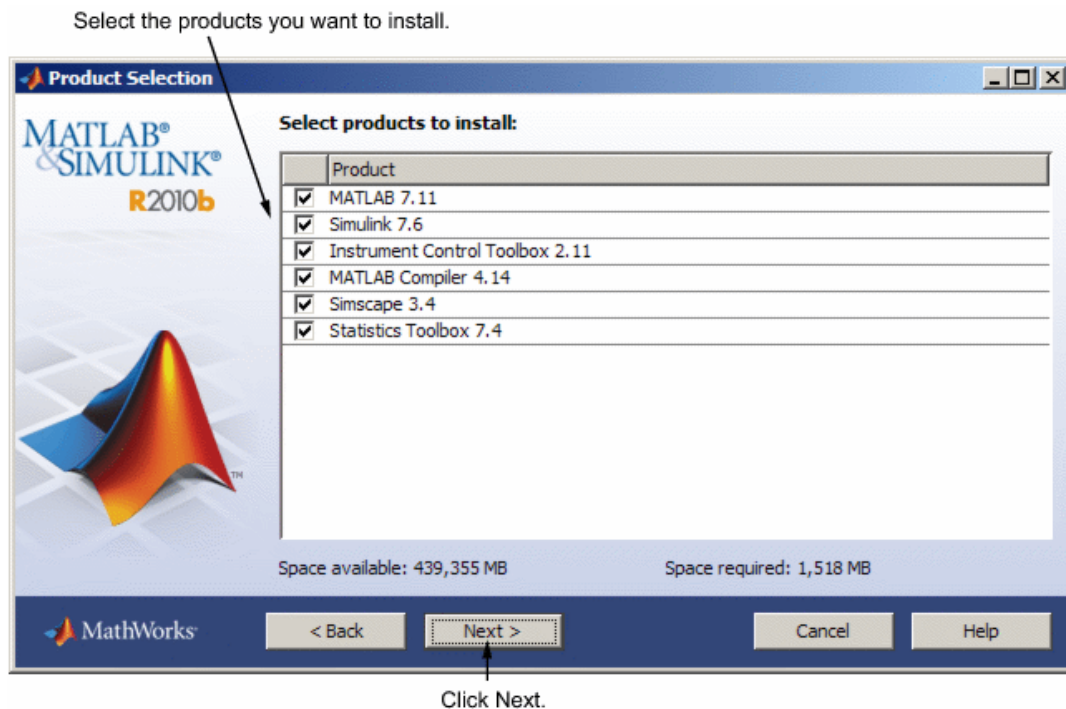 Select the products you want to install.
Product Selection
MATLAB®
&SIMULINK®
R2010b
Select products to install:
Product
MATLAB 7.11
Simulink 7.6
Instrument Control Toolbox 2.11
MATLAB Compiler 4.14
Simscape 3.4
Statistics Toolbox 7.4
TM
Space available: 439,355 MB
Space required: 1,518 MB
MathWorks
< Back
Next >
Cancel
Help
Click Next.